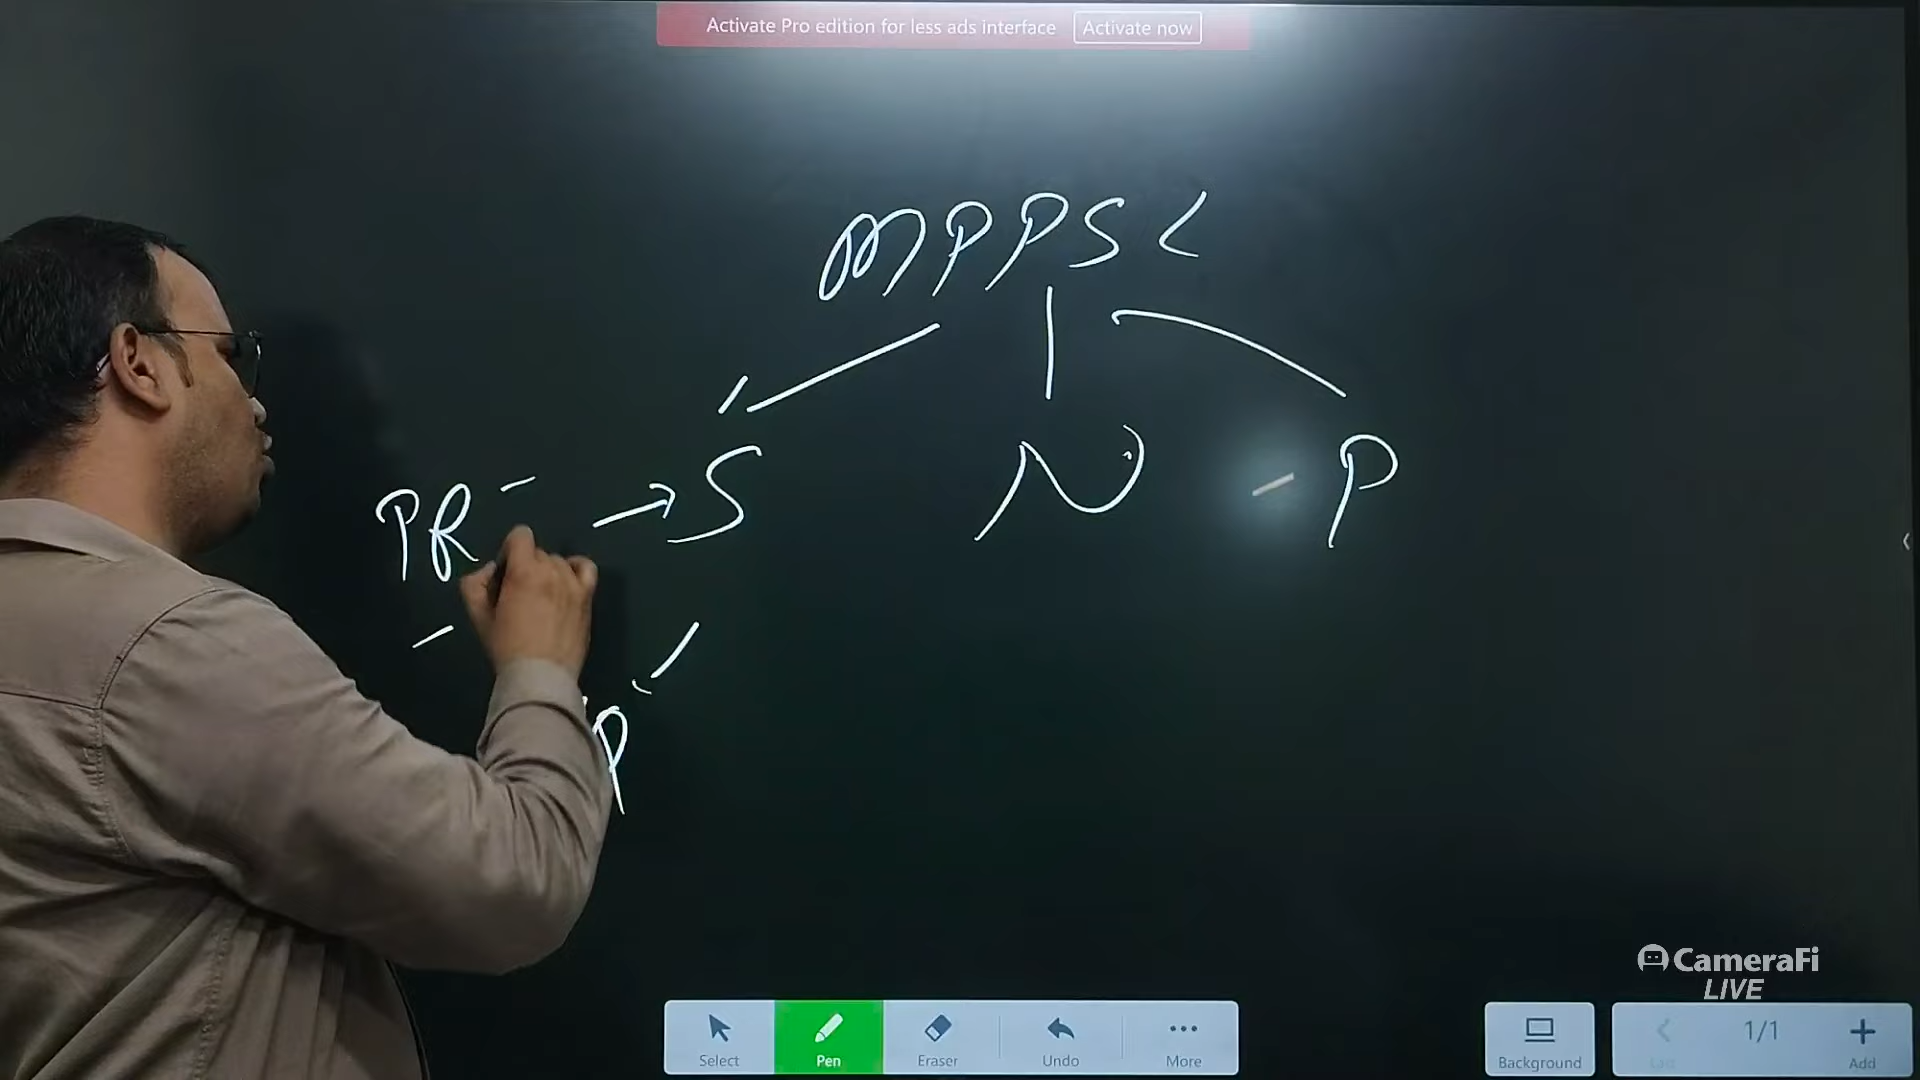 Activate Pro edition for less ads interface Activate now
MPPSC
S N P
PR
P
CameraFi
LIVE
Select Pen Eraser Undo More Background 1/1 Add